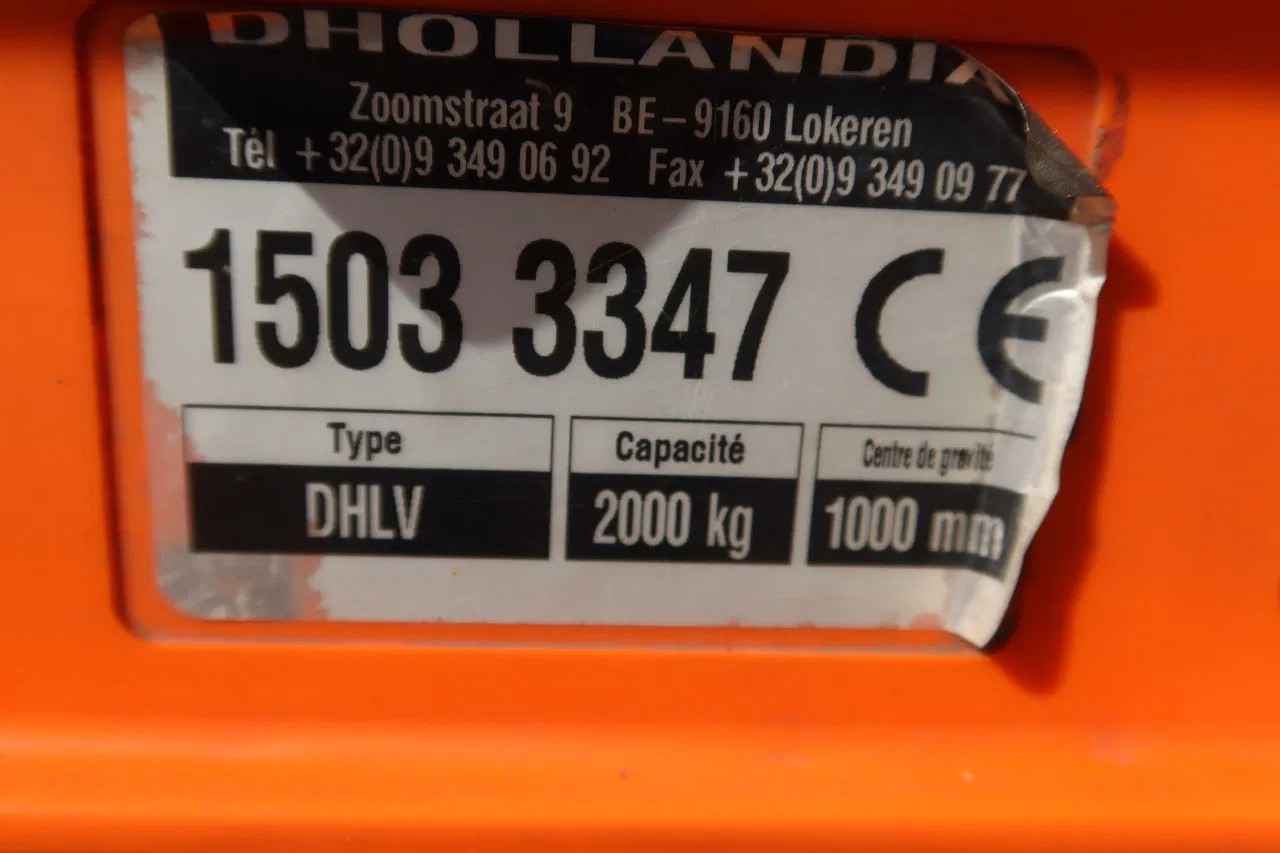 DHOLLANDIA
Zoomstraat 9 BE-9160 Lokeren
Tél +32(0)9 349 06 92 Fax +32(0)9 349 09 77
1503 3347 CE
Type Capacité Centre de gravité
DHLV 2000 kg 1000 mm